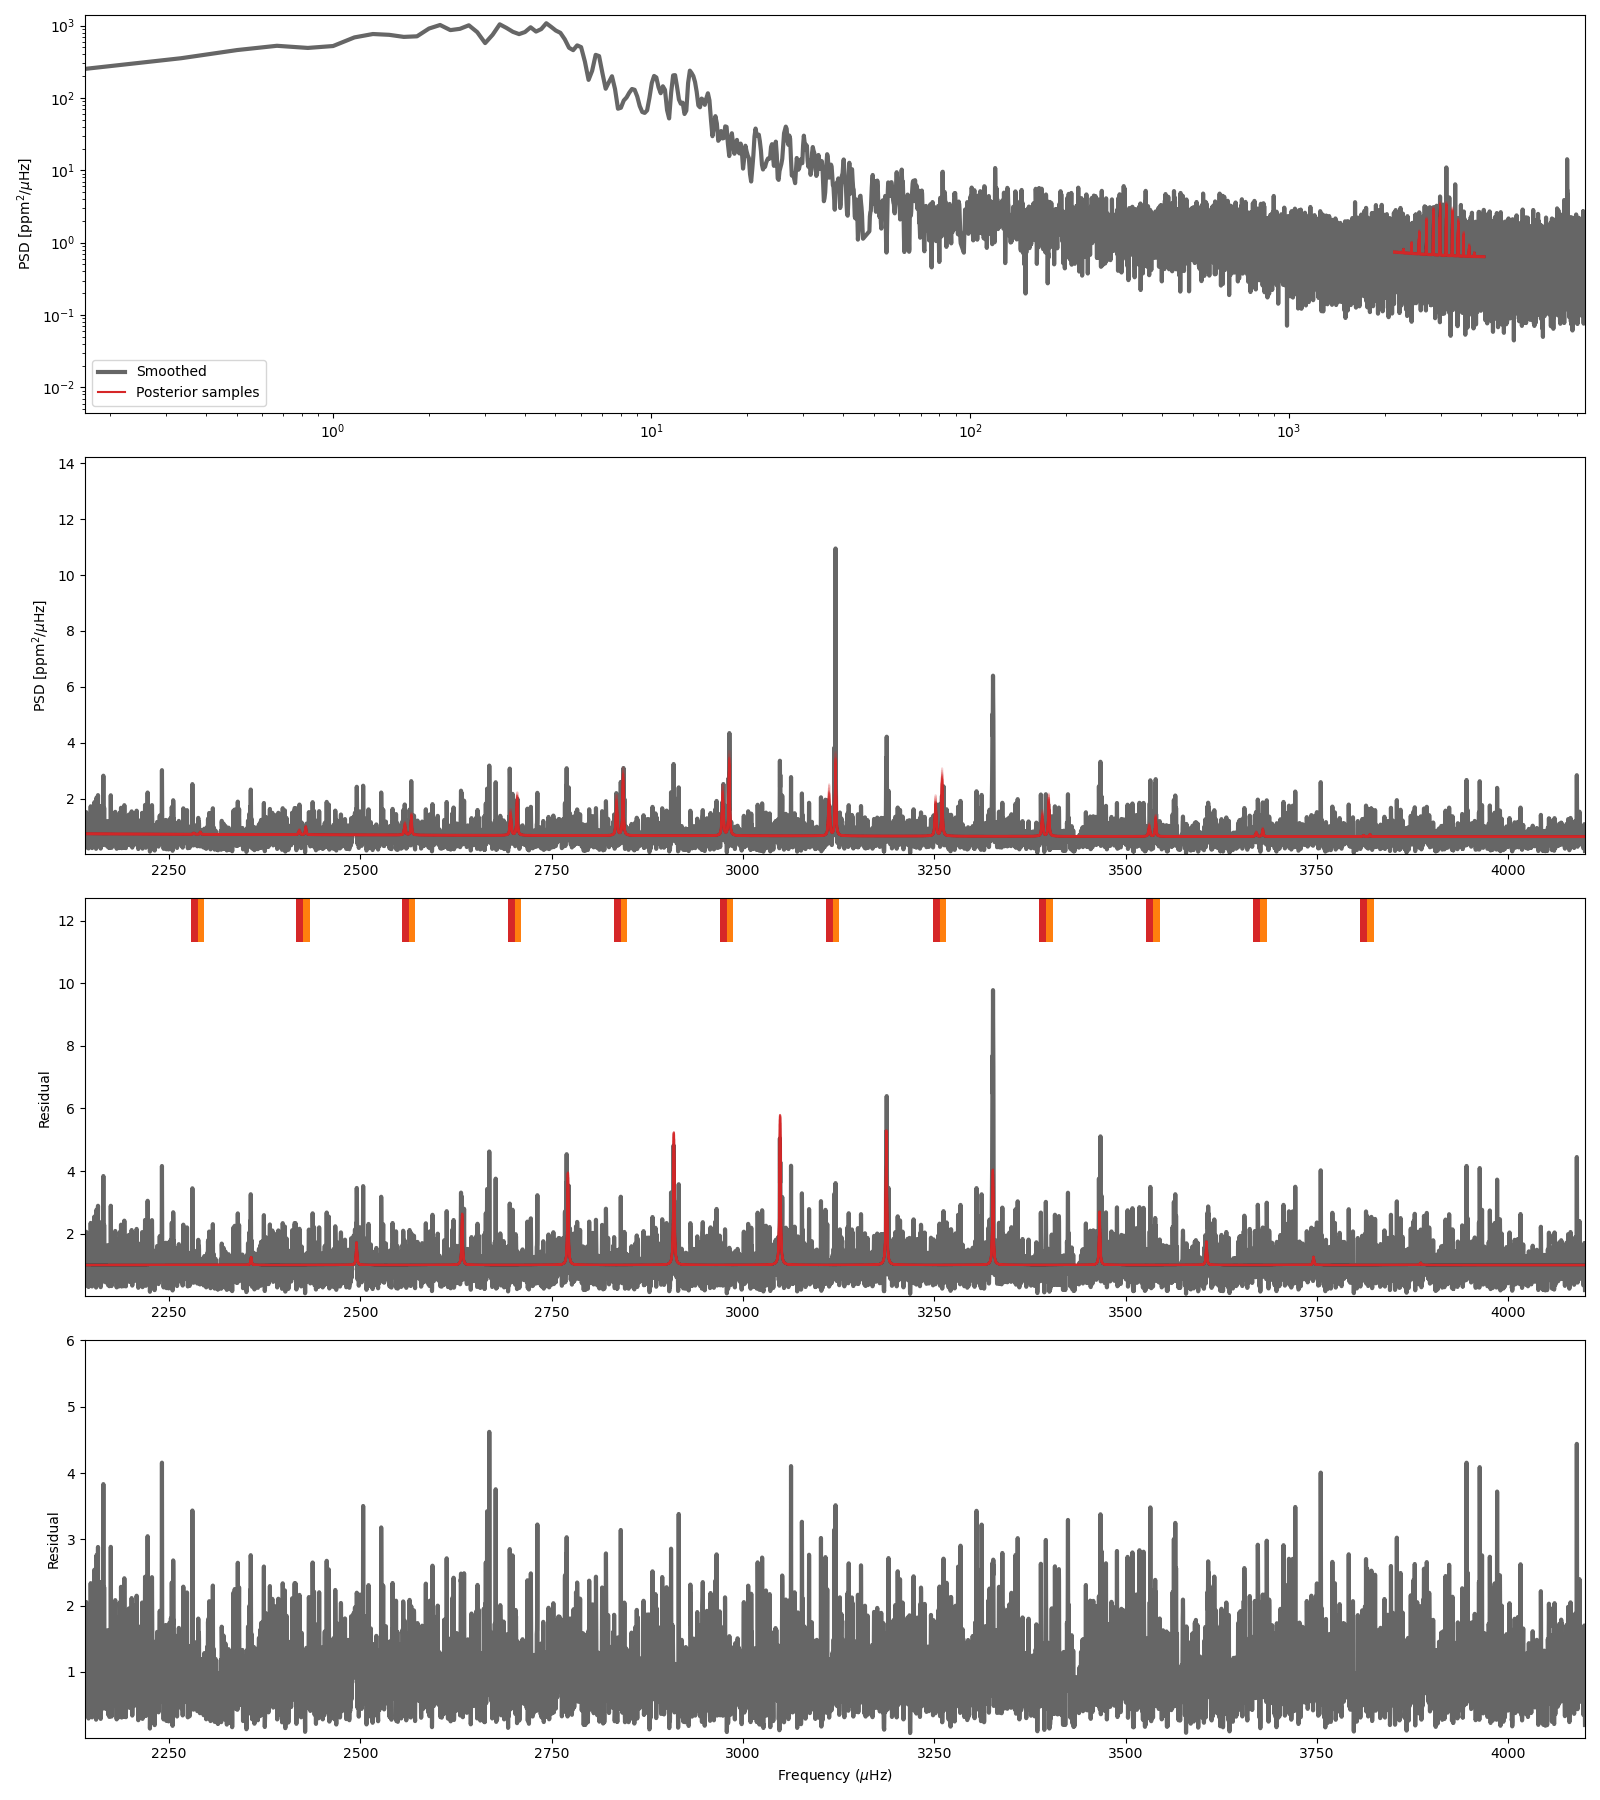 10³
10²
10¹
10⁰
10⁻¹
10⁻²
PSD [ppm²/μHz]
Smoothed
Posterior samples
10⁰ 10¹ 10² 10³
14
12
10
8
6
4
2
PSD [ppm²/μHz]
2250 2500 2750 3000 3250 3500 3750 4000
12
10
8
6
4
2
Residual
2250 2500 2750 3000 3250 3500 3750 4000
6
5
4
3
2
1
Residual
2250 2500 2750 3000 3250 3500 3750 4000
Frequency (μHz)